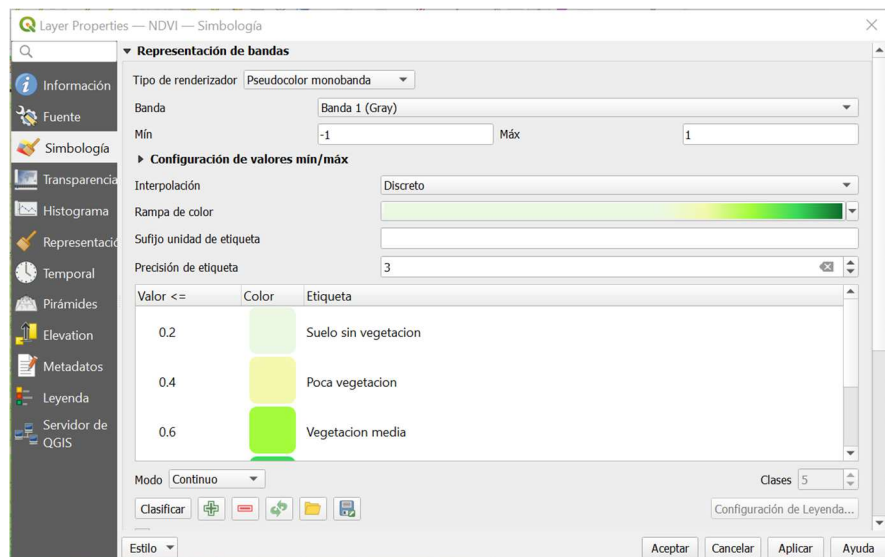 Layer Properties — NDVI — Simbología
Información
Fuente
Simbología
Transparencia
Histograma
Representació
Temporal
Pirámides
Elevation
Metadatos
Leyenda
Servidor de
QGIS
Representación de bandas
Tipo de renderizador Pseudocolor monobanda
Banda Banda 1 (Gray)
Mín -1 Máx 1
Configuración de valores mín/máx
Interpolación Discreto
Rampa de color
Sufijo unidad de etiqueta
Precisión de etiqueta 3
Valor <= Color Etiqueta
0.2 Suelo sin vegetacion
0.4 Poca vegetacion
0.6 Vegetacion media
Modo Continuo Clases 5
Clasificar Configuración de Leyenda...
Estilo Aceptar Cancelar Aplicar Ayuda